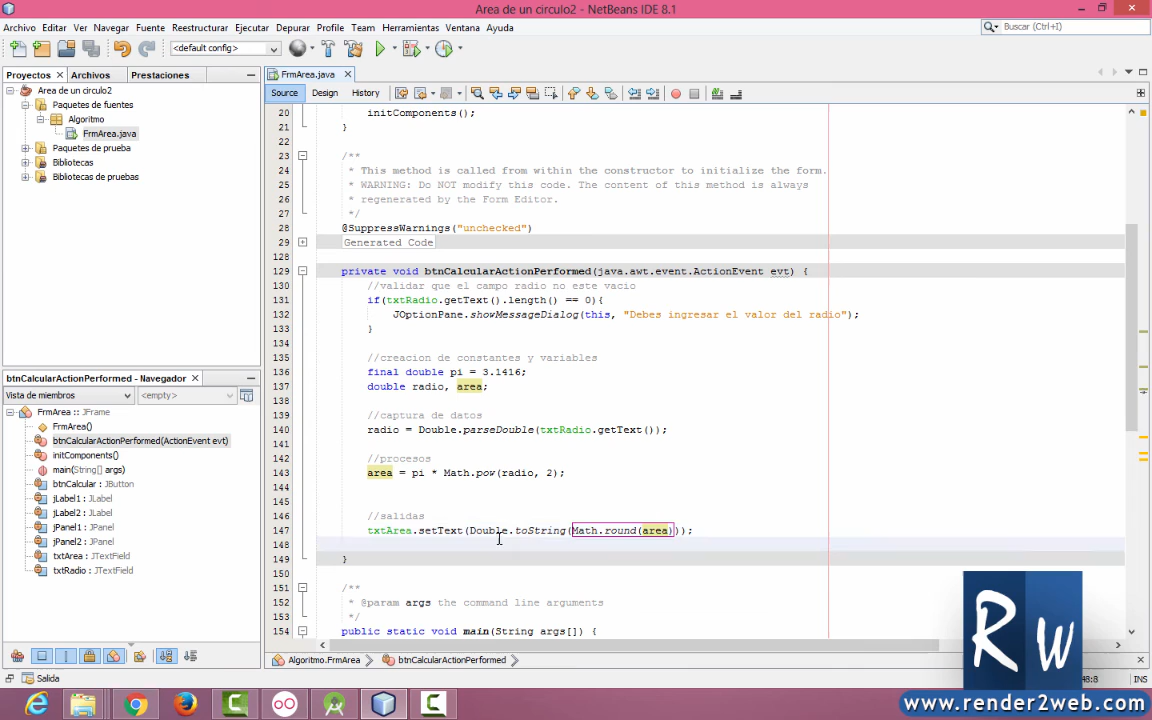 Area de un circulo2 - NetBeans IDE 8.1
Archivo Editar Ver Navegar Fuente Reestructurar Ejecutar Depurar Profile Team Herramientas Ventana Ayuda
Buscar (Ctrl+I)
<default config>
Proyectos Archivos Prestaciones
FrmArea.java
Area de un circulo2
Source Design History
Paquetes de fuentes
Algoritmo
FrmArea.java
Paquetes de prueba
Bibliotecas
Bibliotecas de pruebas
20 initComponents();
21 }
22
23 /**
24 * This method is called from within the constructor to initialize the form.
25 * WARNING: Do NOT modify this code. The content of this method is always
26 * regenerated by the Form Editor.
27 */
28 @SuppressWarnings("unchecked")
29 Generated Code
128
129 private void btnCalcularActionPerformed(java.awt.event.ActionEvent evt) {
130 //validar que el campo radio no este vacio
131 if(txtRadio.getText().length() == 0){
132 JOptionPane.showMessageDialog(this, "Debes ingresar el valor del radio");
133 }
134
135 //creacion de constantes y variables
136 final double pi = 3.1416;
137 double radio, area;
138
139 //captura de datos
140 radio = Double.parseDouble(txtRadio.getText());
141
142 //procesos
143 area = pi * Math.pow(radio, 2);
144
145
146 //salidas
147 txtArea.setText(Double.toString(Math.round(area)));
148
149 }
150
151 /**
152 * @param args the command line arguments
153 */
154 public static void main(String args[]) {
btnCalcularActionPerformed - Navegador
Vista de miembros <empty>
FrmArea :: JFrame
FrmArea()
btnCalcularActionPerformed(ActionEvent evt)
initComponents()
main(String[] args)
btnCalcular : JButton
jLabel1 : JLabel
jLabel2 : JLabel
jPanel1 : JPanel
jPanel2 : JPanel
txtArea : JTextField
txtRadio : JTextField
Algoritmo.FrmArea btnCalcularActionPerformed
Salida
48:8 INS
RW
www.render2web.com